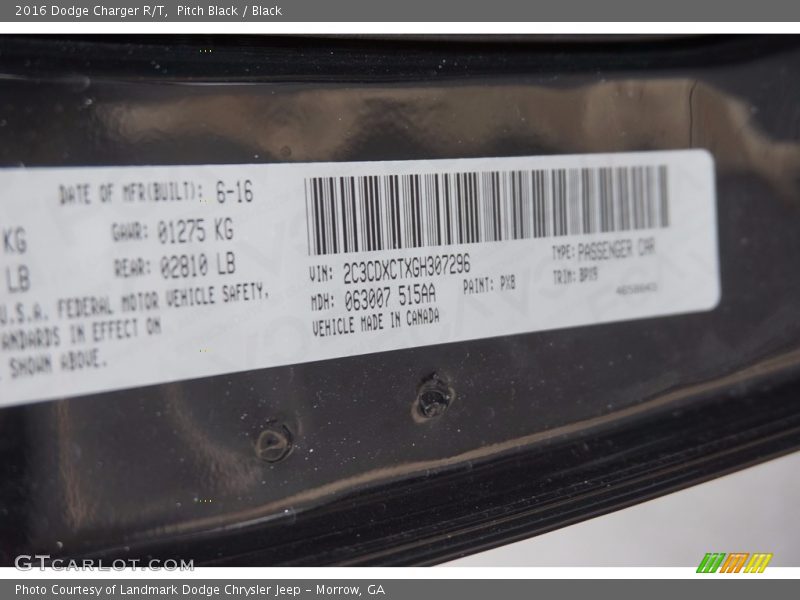 2016 Dodge Charger R/T, Pitch Black / Black
DATE OF MFR(BUILT): 6-16
KG GAWR: 01275 KG
LB REAR: 02810 LB
U.S.A. FEDERAL MOTOR VEHICLE SAFETY,
ANDARDS IN EFFECT ON
SHOWN ABOVE.
VIN: 2C3CDXCTXGH307296
MDH: 063007 515AA
VEHICLE MADE IN CANADA
PAINT: PX8
TYPE: PASSENGER CAR
TRIM: BPX9
GTCARLOT.COM
Photo Courtesy of Landmark Dodge Chrysler Jeep – Morrow, GA